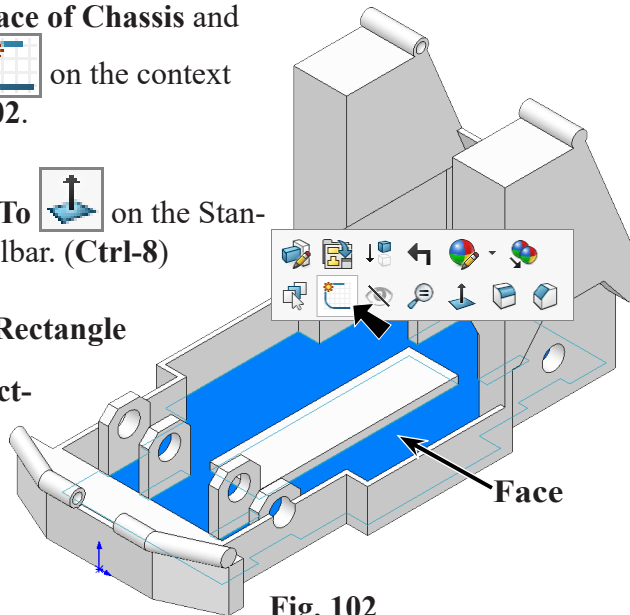 ace of Chassis and
on the context
02.
To on the Stan-
lbar. (Ctrl-8)
Rectangle
ct-
Face
Fig. 102